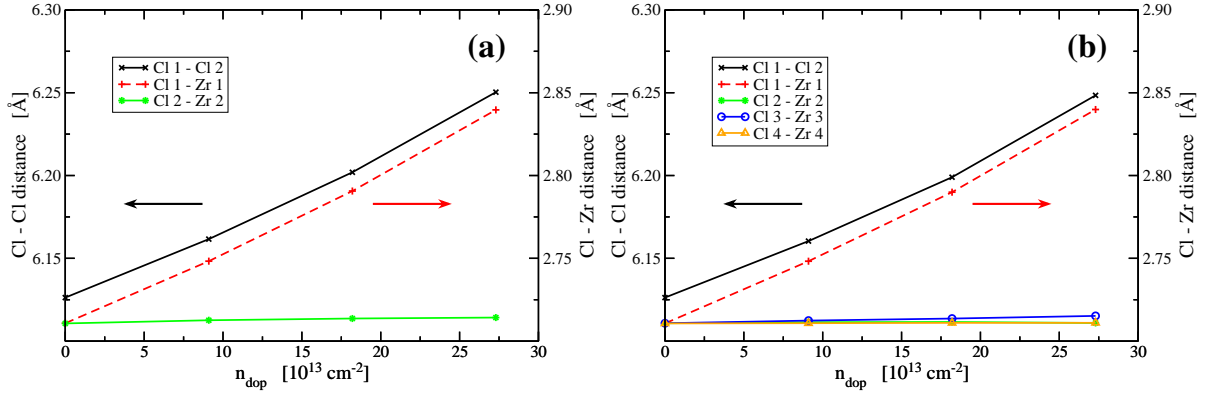 (a)
Cl 1 - Cl 2
Cl 1 - Zr 1
Cl 2 - Zr 2
6.30
6.25
6.20
6.15
2.90
2.85
2.80
2.75
0 5 10 15 20 25 30
n_dop [10^13 cm^-2]
Cl - Cl distance [Å]
Cl - Zr distance [Å]
(b)
Cl 1 - Cl 2
Cl 1 - Zr 1
Cl 2 - Zr 2
Cl 3 - Zr 3
Cl 4 - Zr 4
6.30
6.25
6.20
6.15
2.90
2.85
2.80
2.75
0 5 10 15 20 25 30
n_dop [10^13 cm^-2]
Cl - Cl distance [Å]
Cl - Zr distance [Å]